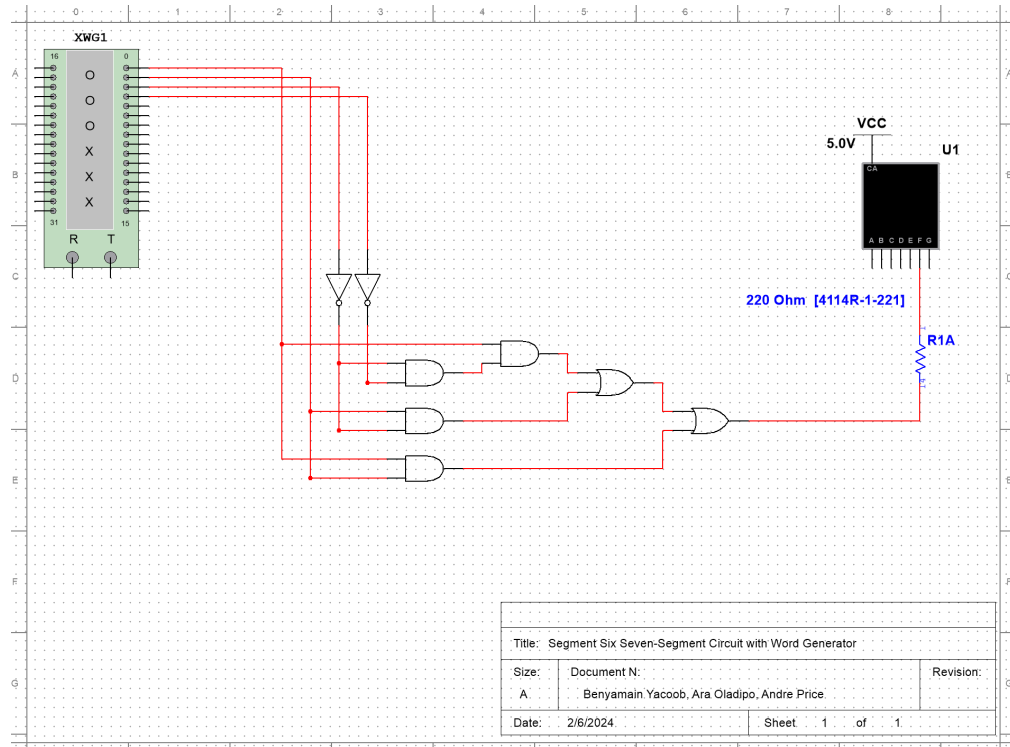 0 1 2 3 4 5 6 7 8
XWG1
16 0
A
O
O
O
X
X
X
31 15
R T
B
C
D
E
F
G
VCC
5.0V
U1
CA
A B C D E F G
220 Ohm [4114R-1-221]
1
R1A
14
Title: Segment Six Seven-Segment Circuit with Word Generator
Size: Document N: Revision:
A Benyamain Yacoob, Ara Oladipo, Andre Price
Date: 2/6/2024 Sheet 1 of 1